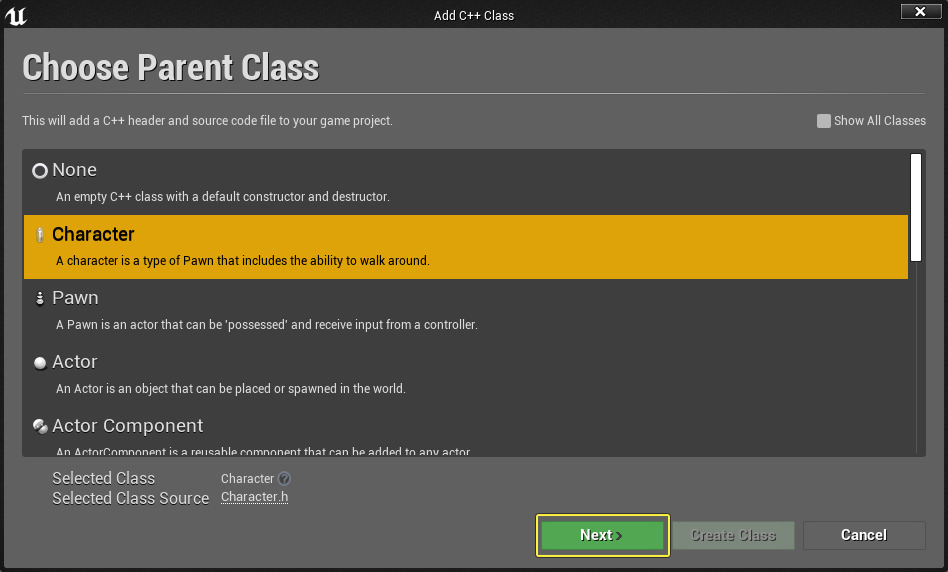 Add C++ Class
Choose Parent Class
This will add a C++ header and source code file to your game project.
Show All Classes
None
An empty C++ class with a default constructor and destructor.
Character
A character is a type of Pawn that includes the ability to walk around.
Pawn
A Pawn is an actor that can be 'possessed' and receive input from a controller.
Actor
An Actor is an object that can be placed or spawned in the world.
Actor Component
An ActorComponent is a reusable component that can be added to any actor.
Selected Class Character ?
Selected Class Source Character.h
Next >
Create Class
Cancel